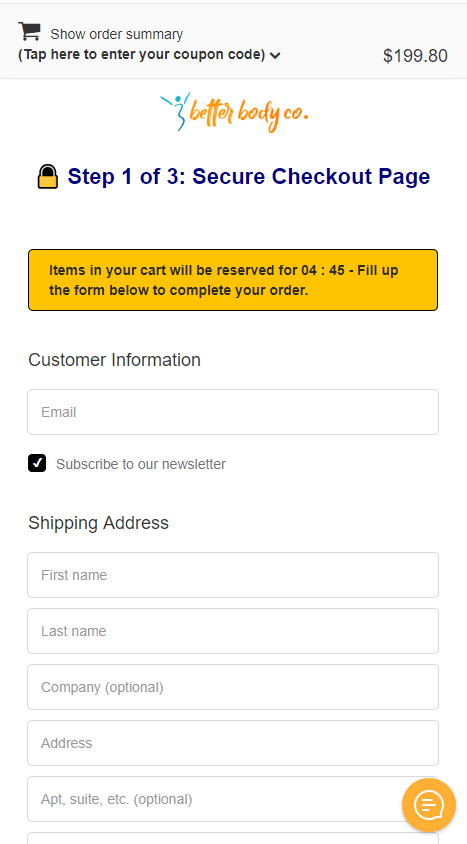 Show order summary
(Tap here to enter your coupon code)
$199.80
better body co.
Step 1 of 3: Secure Checkout Page
Items in your cart will be reserved for 04 : 45 - Fill up
the form below to complete your order.
Customer Information
Email
Subscribe to our newsletter
Shipping Address
First name
Last name
Company (optional)
Address
Apt, suite, etc. (optional)